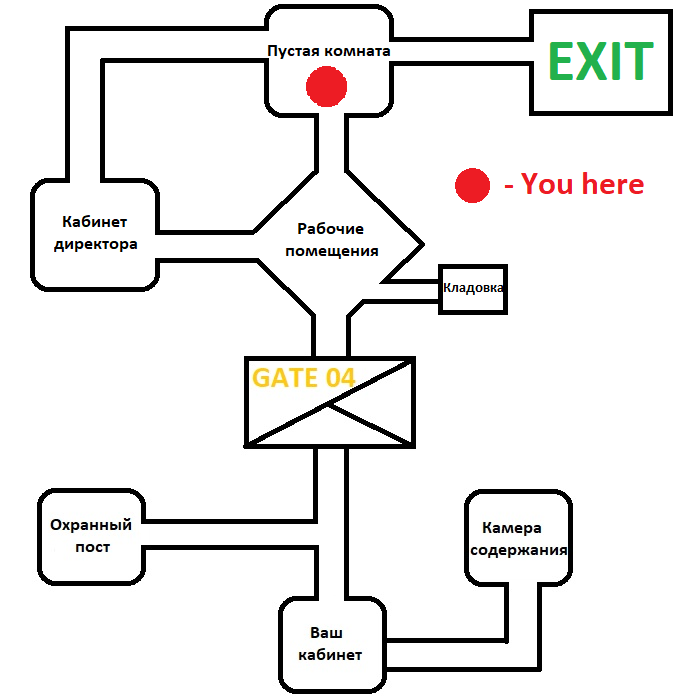 Пустая комната
EXIT
- You here
Кабинет
директора
Рабочие
помещения
Кладовка
GATE 04
Охранный
пост
Камера
содержания
Ваш
кабинет